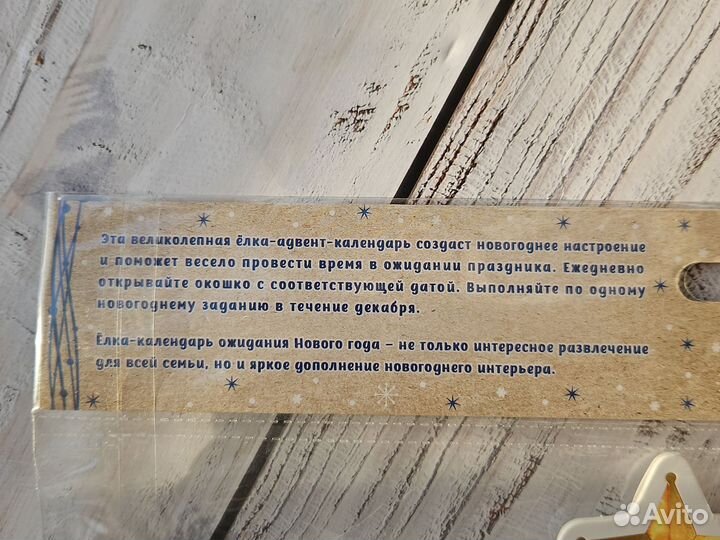 Эта великолепная ёлка-адвент-календарь создаст новогоднее настроение
и поможет весело провести время в ожидании праздника. Ежедневно
открывайте окошко с соответствующей датой. Выполняйте по одному
новогоднему заданию в течение декабря.
Ёлка-календарь ожидания Нового года – не только интересное развлечение
для всей семьи, но и яркое дополнение новогоднего интерьера.
Avito